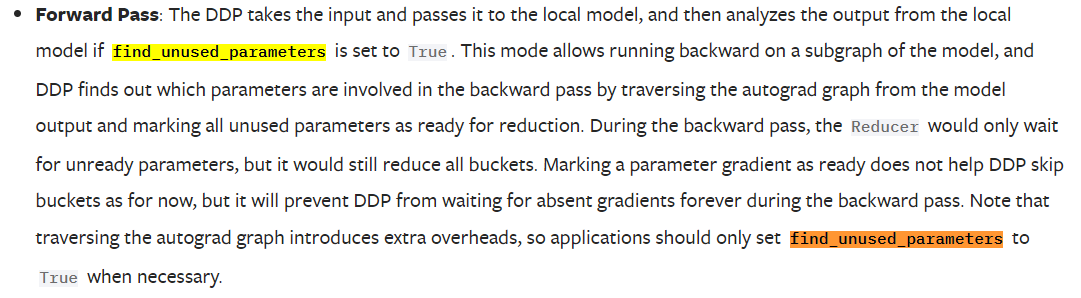 • Forward Pass: The DDP takes the input and passes it to the local model, and then analyzes the output from the local
model if find_unused_parameters is set to True. This mode allows running backward on a subgraph of the model, and
DDP finds out which parameters are involved in the backward pass by traversing the autograd graph from the model
output and marking all unused parameters as ready for reduction. During the backward pass, the Reducer would only wait
for unready parameters, but it would still reduce all buckets. Marking a parameter gradient as ready does not help DDP skip
buckets as for now, but it will prevent DDP from waiting for absent gradients forever during the backward pass. Note that
traversing the autograd graph introduces extra overheads, so applications should only set find_unused_parameters to
True when necessary.